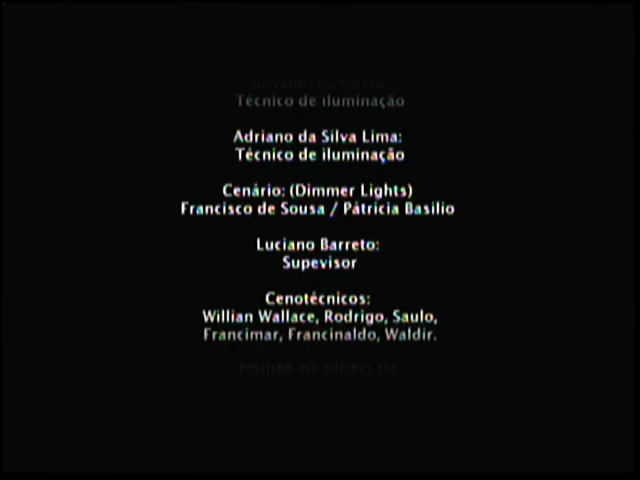 Técnico de iluminação
Adriano da Silva Lima:
Técnico de iluminação
Cenário: (Dimmer Lights)
Francisco de Sousa / Pátricia Basilio
Luciano Barreto:
Supevisor
Cenotécnicos:
Willian Wallace, Rodrigo, Saulo,
Francimar, Francinaldo, Waldir.